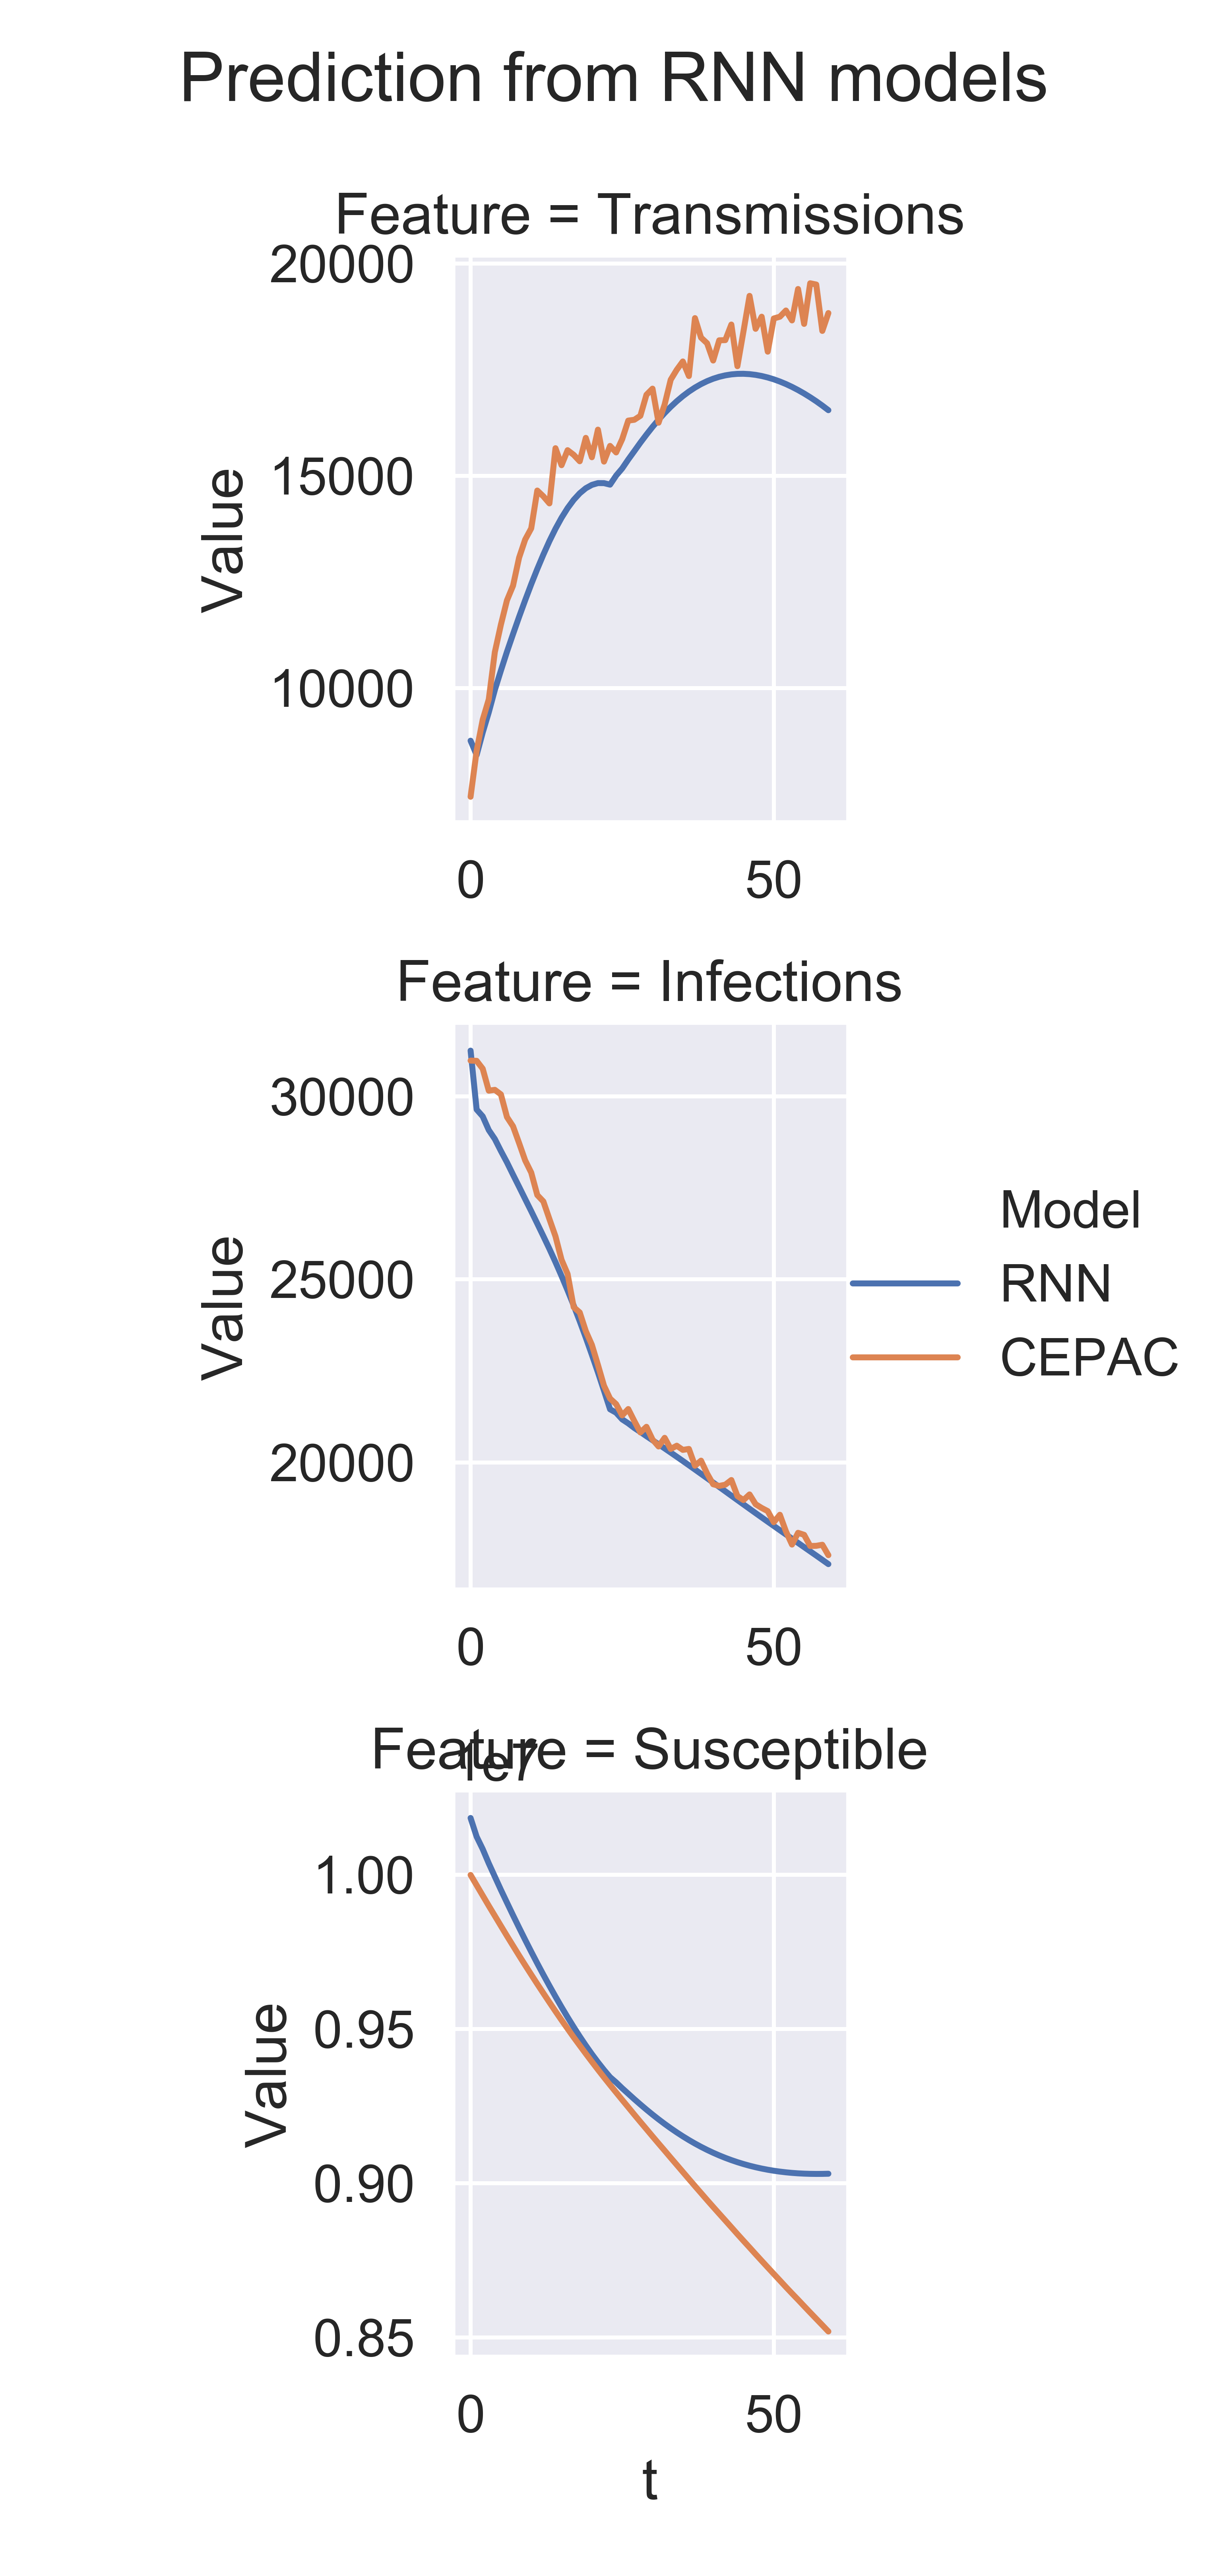 Prediction from RNN models
Feature = Transmissions
20000
15000
10000
Value
0 50
Feature = Infections
30000
25000
20000
Value
0 50
Model
RNN
CEPAC
Feature = Susceptible
1e7
1.00
0.95
0.90
0.85
Value
0 50
t